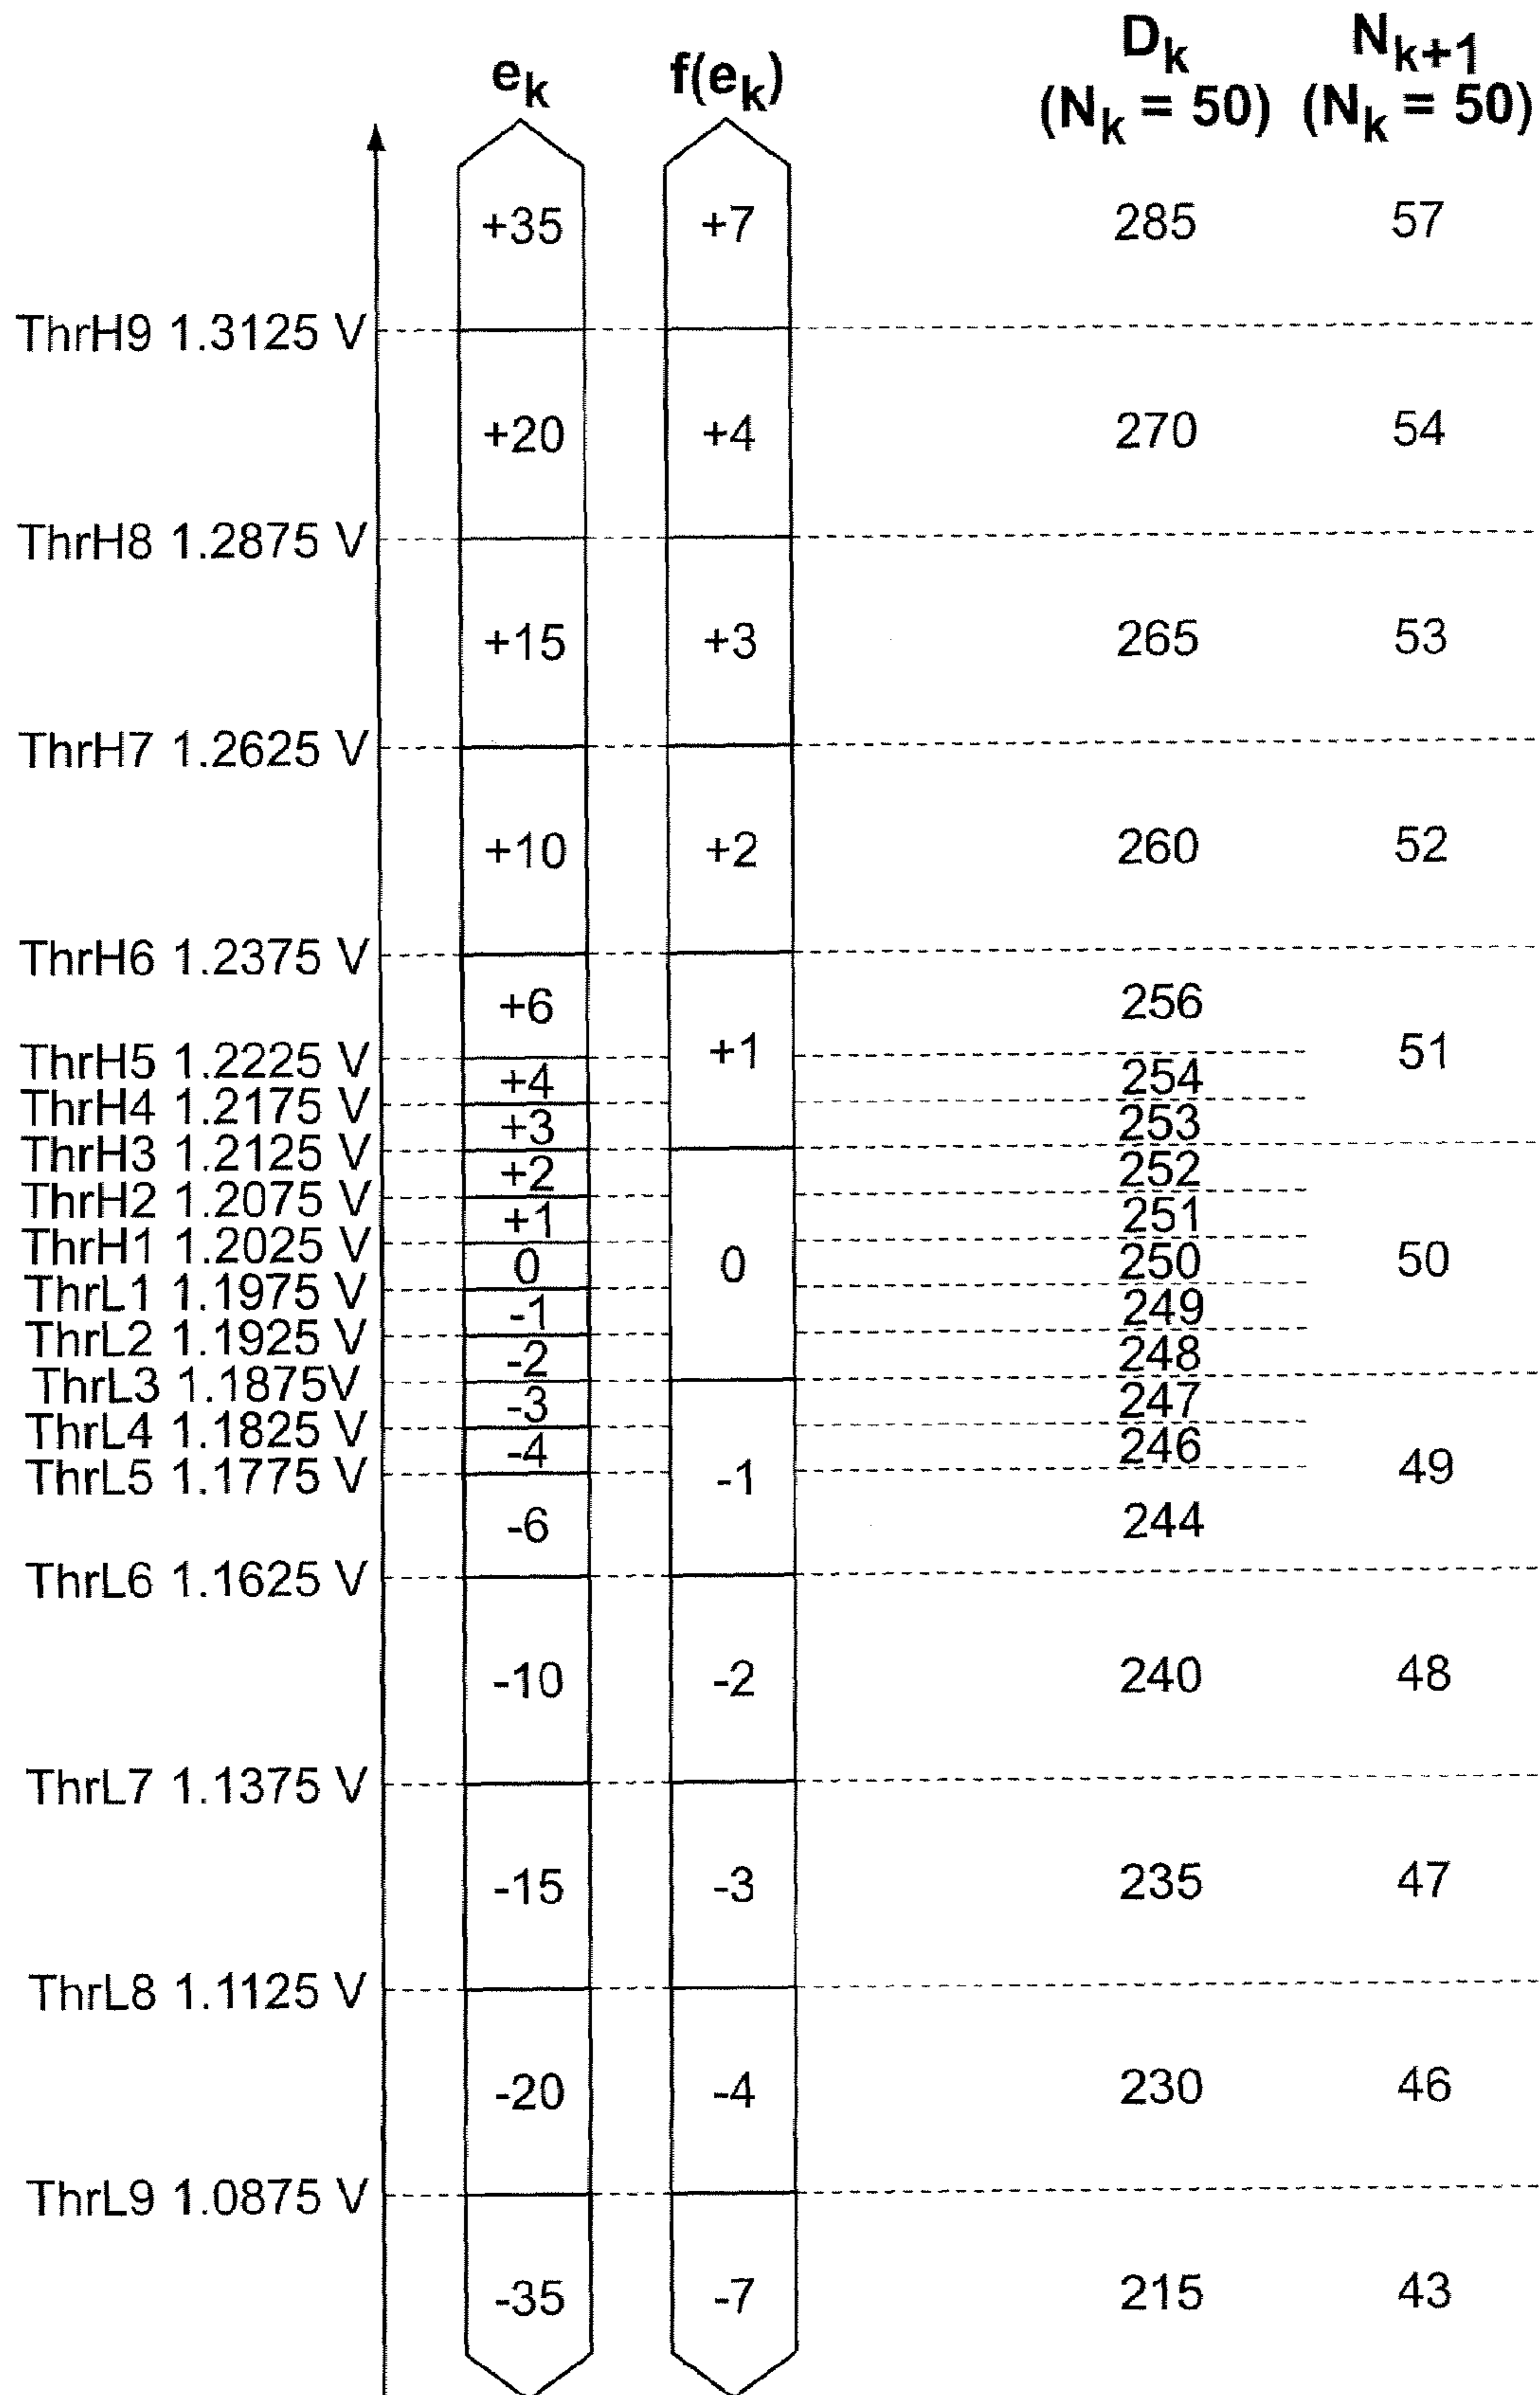 e_k f(e_k) D_k (N_k = 50) N_k+1 (N_k = 50)
+35 +7 285 57
ThrH9 1.3125 V
+20 +4 270 54
ThrH8 1.2875 V
+15 +3 265 53
ThrH7 1.2625 V
+10 +2 260 52
ThrH6 1.2375 V
+6 256
+1 51
ThrH5 1.2225 V
+4 254
ThrH4 1.2175 V
+3 253
ThrH3 1.2125 V
+2 252
ThrH2 1.2075 V
+1 251
ThrH1 1.2025 V
0 0 250 50
ThrL1 1.1975 V
-1 249
ThrL2 1.1925 V
-2 248
ThrL3 1.1875V
-3 247
ThrL4 1.1825 V
-4 246
ThrL5 1.1775 V
-1 49
-6 244
ThrL6 1.1625 V
-10 -2 240 48
ThrL7 1.1375 V
-15 -3 235 47
ThrL8 1.1125 V
-20 -4 230 46
ThrL9 1.0875 V
-35 -7 215 43